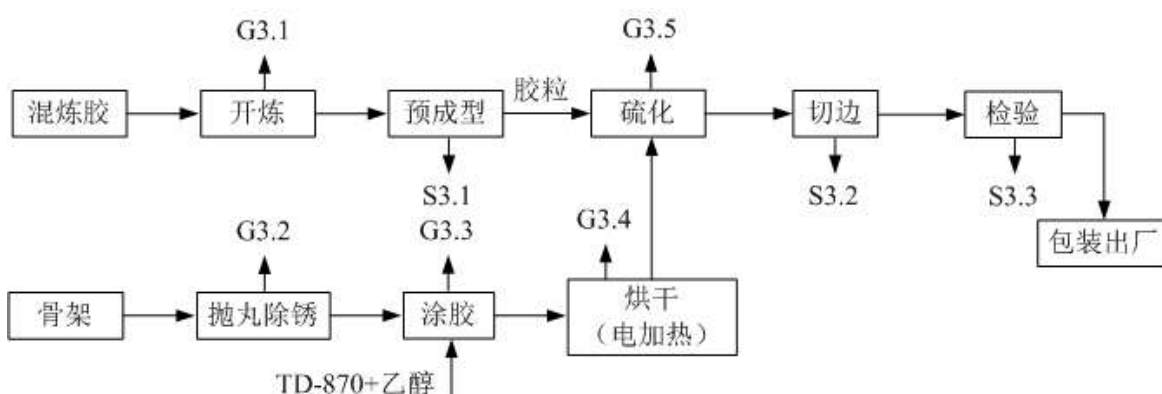 G3.1
G3.5
混炼胶
开炼
预成型
胶粒
硫化
切边
检验
S3.1
S3.2
S3.3
G3.2
G3.3
G3.4
包装出厂
骨架
抛丸除锈
涂胶
烘干
（电加热）
TD-870+乙醇